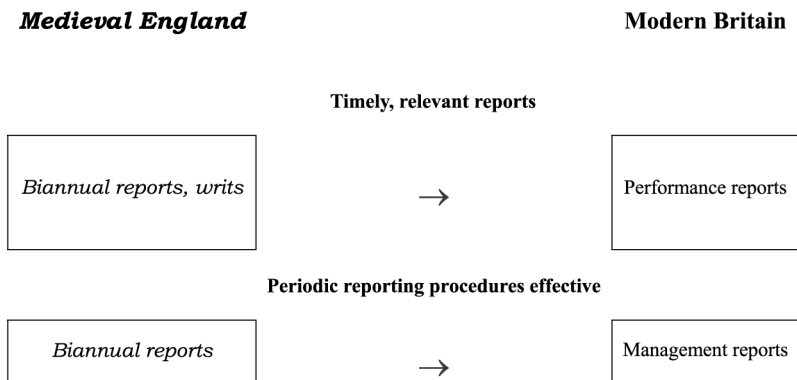 Medieval England
Modern Britain
Timely, relevant reports
Biannual reports, writs
→
Performance reports
Periodic reporting procedures effective
Biannual reports
→
Management reports